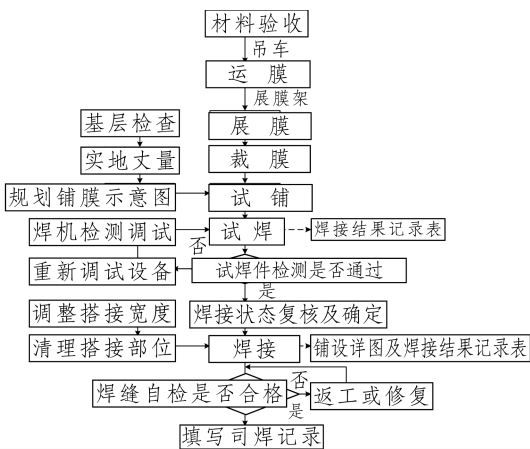 材料验收
吊车
运膜
展膜架
基层检查
展膜
实地丈量
裁膜
规划铺膜示意图
试铺
焊机检测调试
试焊
焊接结果记录表
否
重新调试设备
试焊件检测是否通过
是
调整搭接宽度
焊接状态复核及确定
清理搭接部位
焊接
铺设详图及焊接结果记录表
焊缝自检是否合格
否
返工或修复
是
填写司焊记录